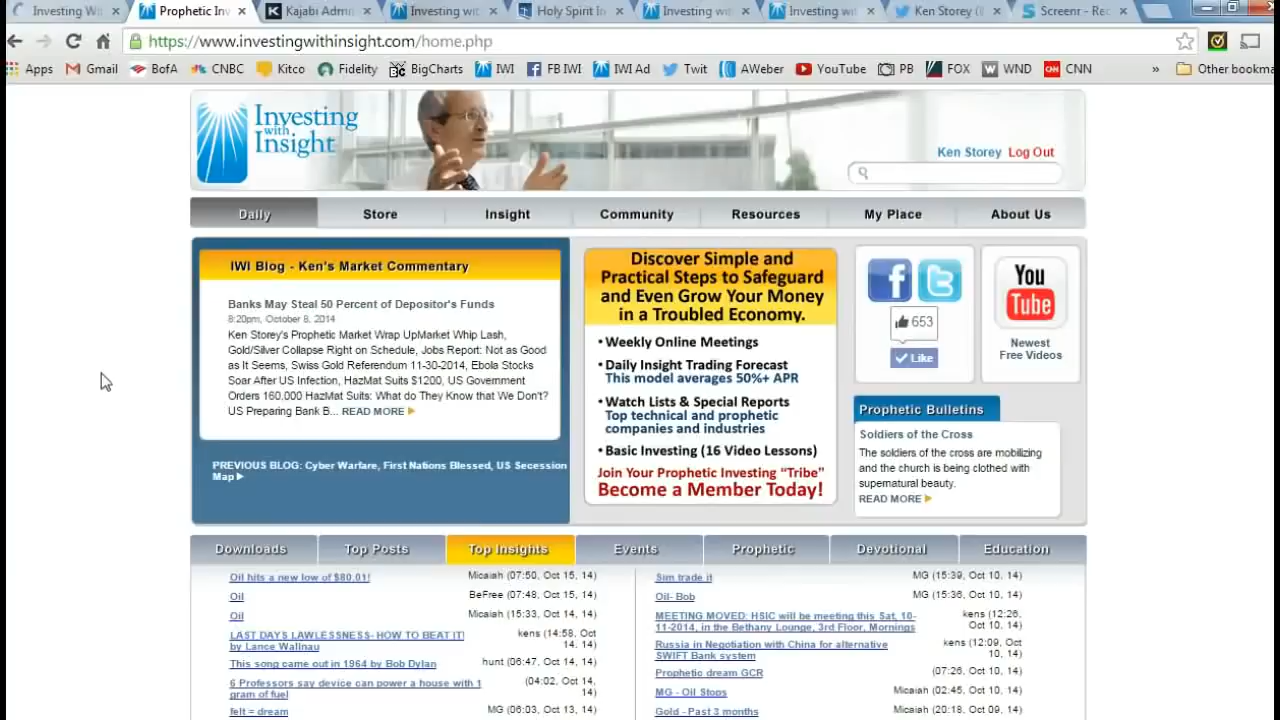 Investing Wi
Prophetic Inv
Kajabi Admi
Investing wit
Holy Spirit In
Investing wit
Investing wit
Ken Storey (I
Screenr - Rec
https://www.investingwithinsight.com/home.php
Apps
Gmail
BofA
CNBC
Kitco
Fidelity
BigCharts
IWI
FB IWI
IWI Ad
Twit
AWeber
YouTube
PB
FOX
WND
CNN
»
Other bookma
Investing
with
Insight
Ken Storey Log Out
Daily
Store
Insight
Community
Resources
My Place
About Us
IWI Blog - Ken's Market Commentary
Banks May Steal 50 Percent of Depositor's Funds
8:20pm, October 8, 2014
Ken Storey's Prophetic Market Wrap UpMarket Whip Lash,
Gold/Silver Collapse Right on Schedule, Jobs Report: Not as Good
as It Seems, Swiss Gold Referendum 11-30-2014, Ebola Stocks
Soar After US Infection, HazMat Suits $1200, US Government
Orders 160,000 HazMat Suits: What do They Know that We Don't?
US Preparing Bank B... READ MORE
PREVIOUS BLOG: Cyber Warfare, First Nations Blessed, US Secession
Map
Discover Simple and
Practical Steps to Safeguard
and Even Grow Your Money
in a Troubled Economy.
• Weekly Online Meetings
• Daily Insight Trading Forecast
This model averages 50%+ APR
• Watch Lists & Special Reports
Top technical and prophetic
companies and industries
• Basic Investing (16 Video Lessons)
Join Your Prophetic Investing “Tribe”
Become a Member Today!
653
Like
You
Tube
Newest
Free Videos
Prophetic Bulletins
Soldiers of the Cross
The soldiers of the cross are mobilizing
and the church is being clothed with
supernatural beauty.
READ MORE
Downloads
Top Posts
Top Insights
Events
Prophetic
Devotional
Education
Oil hits a new low of $80.01! Micaiah (07:50, Oct 15, 14)
Oil BeFree (07:48, Oct 15, 14)
Oil Micaiah (15:33, Oct 14, 14)
LAST DAYS LAWLESSNESS- HOW TO BEAT IT! kens (14:58, Oct
by Lance Wallnau 14, 14)
This song came out in 1964 by Bob Dylan hunt (06:47, Oct 14, 14)
6 Professors say device can power a house with 1 (04:02, Oct 14,
gram of fuel 14)
felt = dream MG (06:03, Oct 13, 14)
Sim trade it MG (15:39, Oct 10, 14)
Oil- Bob MG (15:36, Oct 10, 14)
MEETING MOVED: HSIC will be meeting this Sat, 10- kens (12:26,
11-2014, in the Bethany Lounge, 3rd Floor, Mornings Oct 10, 14)
Russia in Negotiation with China for alternative kens (12:09, Oct
SWIFT Bank system 10, 14)
Prophetic dream GCR (07:26, Oct 10, 14)
MG - Oil Stops Micaiah (02:45, Oct 10, 14)
Gold - Past 3 months Micaiah (20:18, Oct 09, 14)